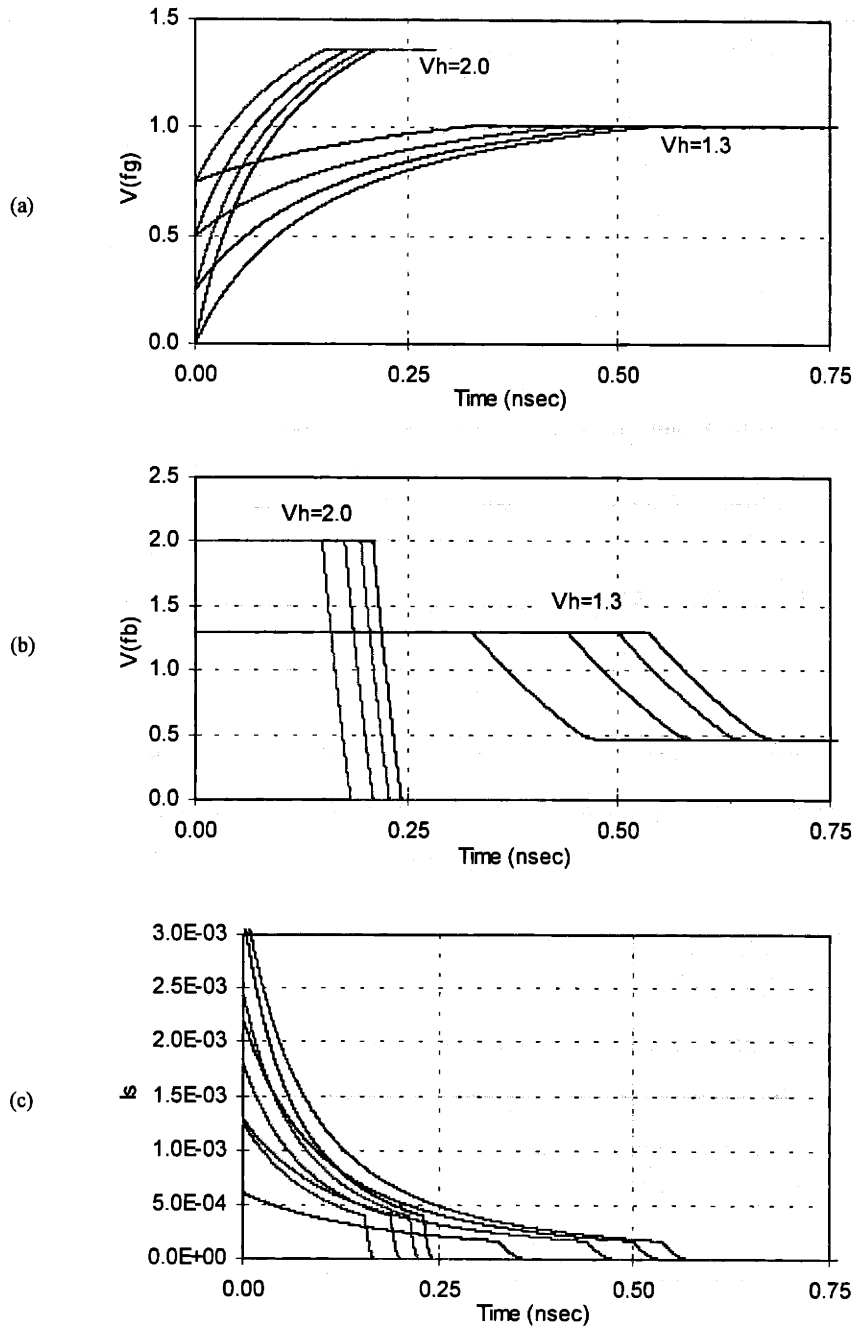 (a)
V(fg)
1.5
1.0
0.5
0.0
Vh=2.0
Vh=1.3
0.00 0.25 0.50 0.75
Time (nsec)
(b)
V(fb)
2.5
2.0
1.5
1.0
0.5
0.0
Vh=2.0
Vh=1.3
0.00 0.25 0.50 0.75
Time (nsec)
(c)
Is
3.0E-03
2.5E-03
2.0E-03
1.5E-03
1.0E-03
5.0E-04
0.0E+00
0.00 0.25 0.50 0.75
Time (nsec)